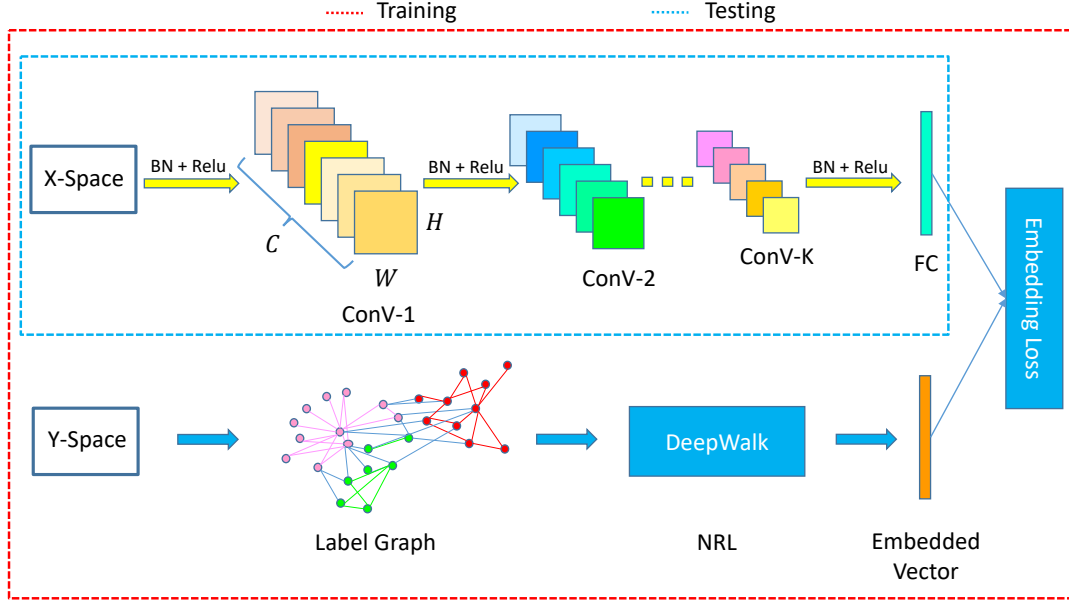 Training
Testing
X-Space
BN + Relu
C
H
W
ConV-1
BN + Relu
ConV-2
ConV-K
BN + Relu
FC
Embedding Loss
Y-Space
Label Graph
DeepWalk
NRL
Embedded
Vector